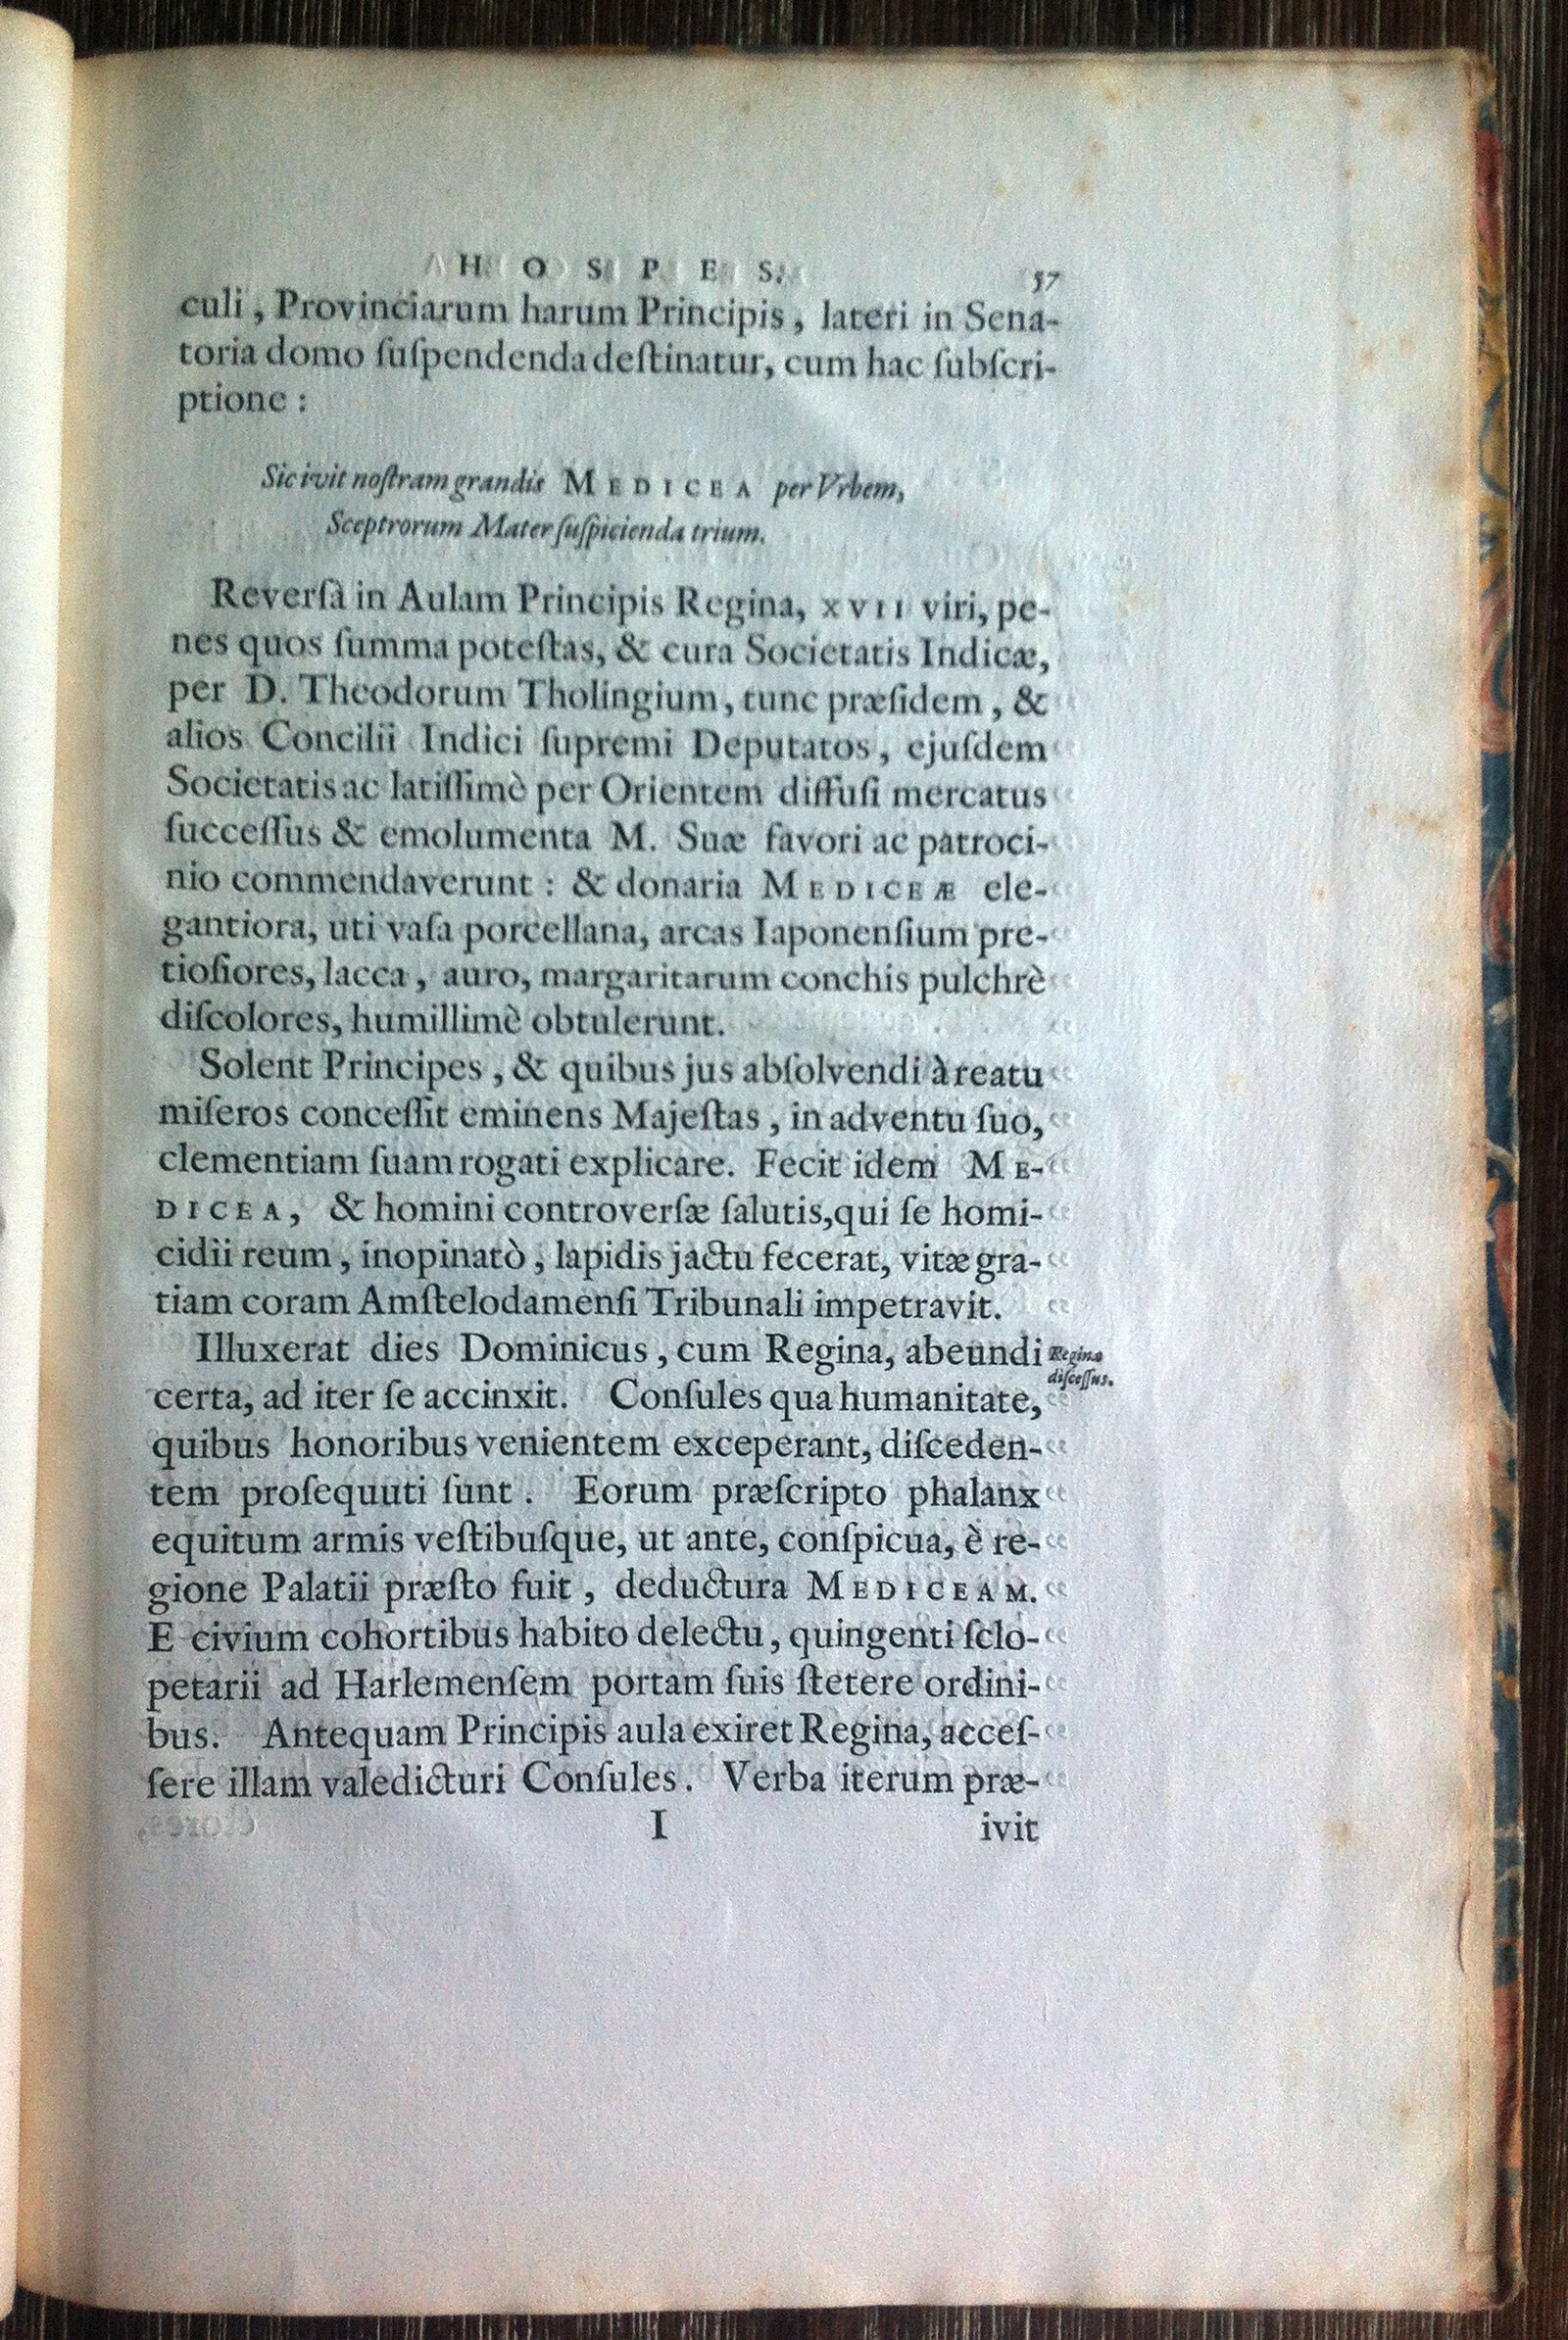 HOSPES. 57
culi, Provinciarum harum Principis, lateri in Sena-
toria domo ſuſpendenda deſtinatur, cum hac ſubſcri-
ptione:
Sic ivit noſtram grandis MEDICEA per Vrbem,
Sceptrorum Mater ſuſpicienda trium.
Reverſâ in Aulam Principis Regina, XVII viri, pe-
nes quos ſumma poteſtas, & cura Societatis Indicæ,
per D. Theodorum Tholingium, tunc præſidem, &
alios Concilii Indici ſupremi Deputatos, ejuſdem
Societatis ac latiſſimè per Orientem diffuſi mercatus
ſucceſſus & emolumenta M. Suæ favori ac patroci-
nio commendaverunt: & donaria MEDICEÆ ele-
gantiora, uti vaſa porcellana, arcas Iaponenſium pre-
tioſiores, lacca, auro, margaritarum conchis pulchrè
diſcolores, humillimè obtulerunt.
Solent Principes, & quibus jus abſolvendi à reatu
miſeros conceſſit eminens Majeſtas, in adventu ſuo,
clementiam ſuam rogati explicare. Fecit idem ME-
DICEA, & homini controverſæ ſalutis, qui ſe homi-
cidii reum, inopinatò, lapidis jactu fecerat, vitæ gra-
tiam coram Amſtelodamenſi Tribunali impetravit.
Illuxerat dies Dominicus, cum Regina, abeundi
Reginæ
diſceſſus.
certa, ad iter ſe accinxit. Conſules qua humanitate,
quibus honoribus venientem exceperant, diſceden-
tem proſequuti ſunt. Eorum præſcripto phalanx
equitum armis veſtibuſque, ut ante, conſpicua, è re-
gione Palatii præſto fuit, deductura MEDICEAM.
E civium cohortibus habito delectu, quingenti ſclo-
petarii ad Harlemenſem portam ſuis ſtetere ordini-
bus. Antequam Principis aula exiret Regina, acceſ-
ſere illam valedicturi Conſules. Verba iterum præ-
I ivit